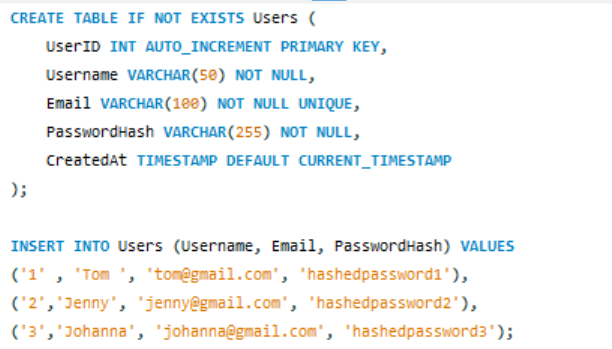 CREATE TABLE IF NOT EXISTS Users (
    UserID INT AUTO_INCREMENT PRIMARY KEY,
    Username VARCHAR(50) NOT NULL,
    Email VARCHAR(100) NOT NULL UNIQUE,
    PasswordHash VARCHAR(255) NOT NULL,
    CreatedAt TIMESTAMP DEFAULT CURRENT_TIMESTAMP
);
INSERT INTO Users (Username, Email, PasswordHash) VALUES
('1' , 'Tom ', 'tom@gmail.com', 'hashedpassword1'),
('2','Jenny', 'jenny@gmail.com', 'hashedpassword2'),
('3','Johanna', 'johanna@gmail.com', 'hashedpassword3');